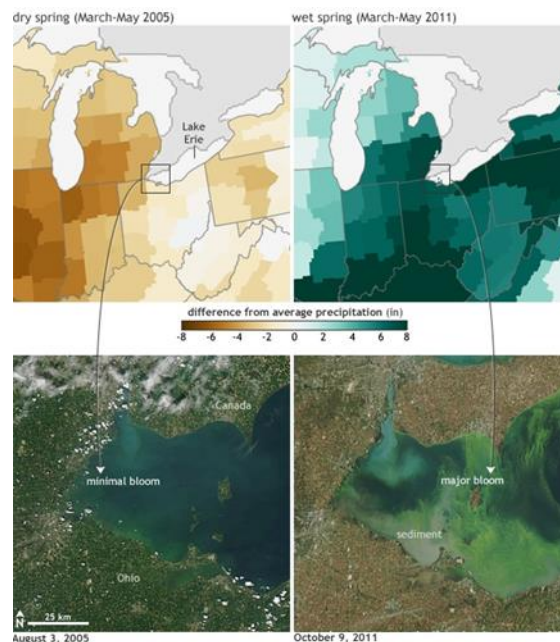 dry spring (March-May 2005)
wet spring (March-May 2011)
Lake
Erie
difference from average precipitation (in)
-8 -6 -4 -2 0 2 4 6 8
Canada
minimal bloom
Ohio
N
25 km
August 3, 2005
major bloom
sediment
October 9, 2011